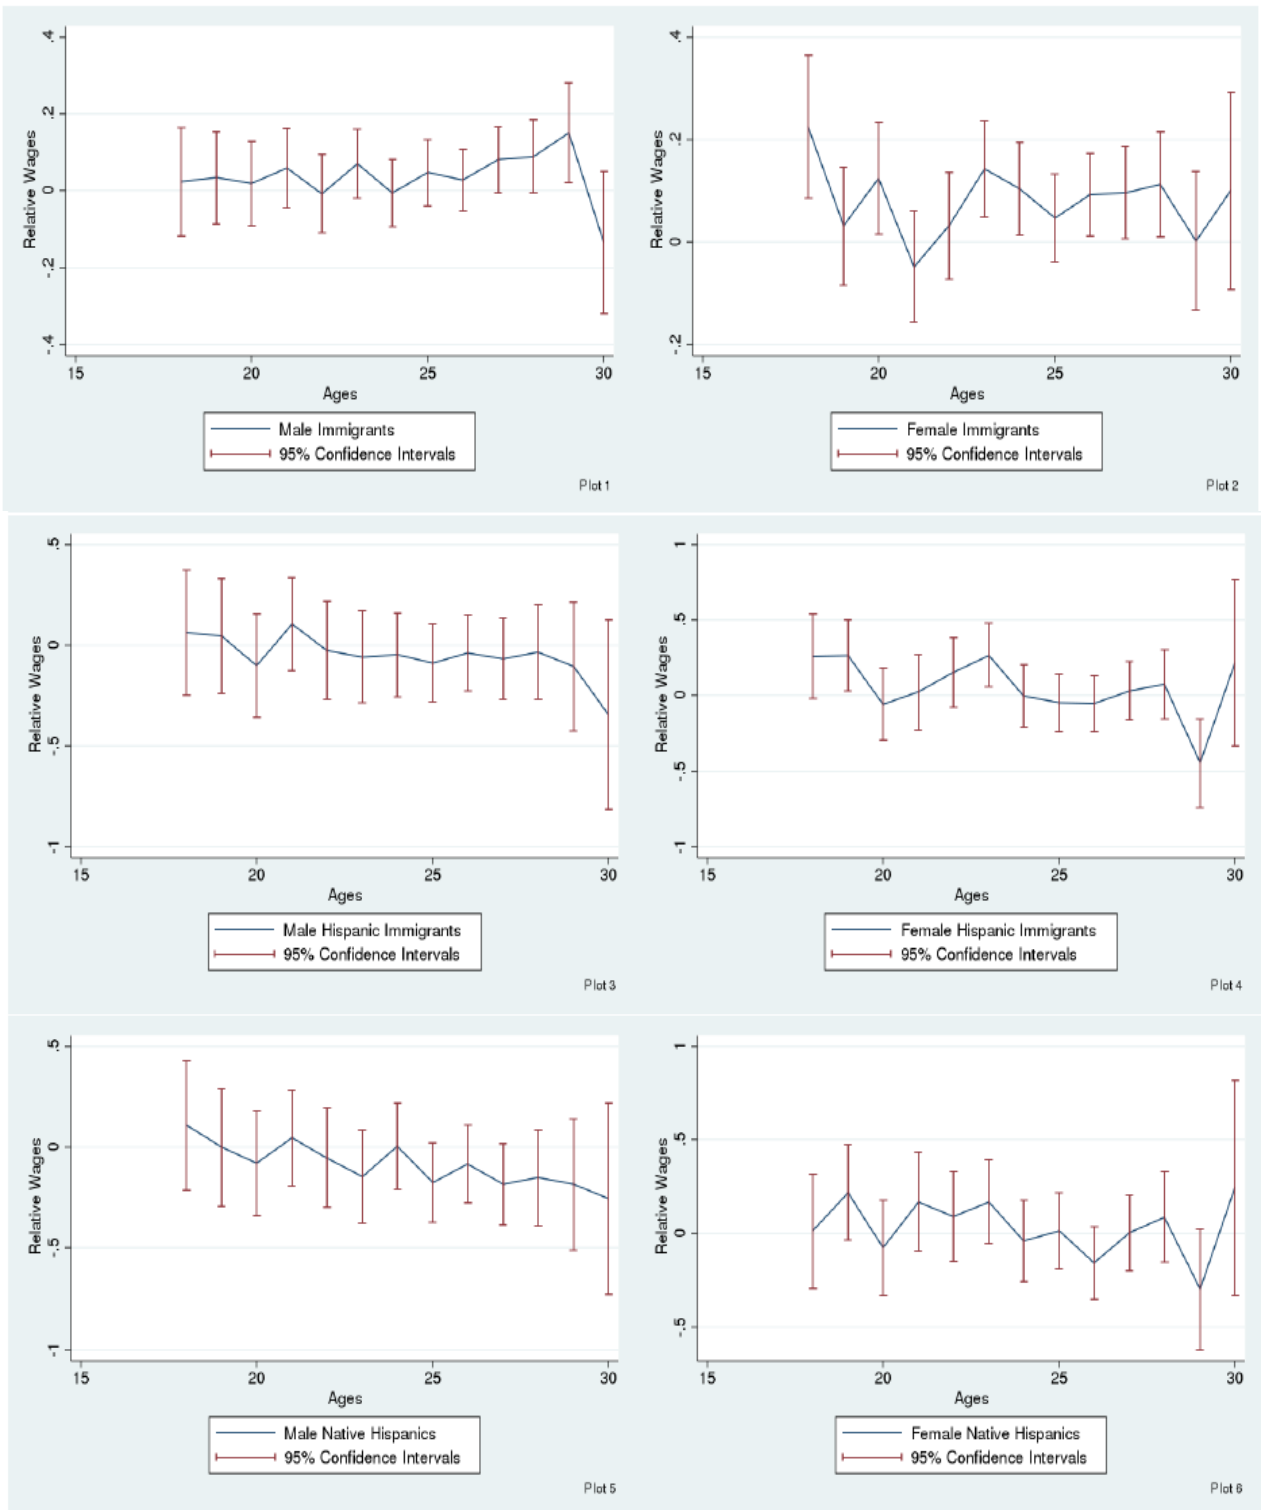 .4
.2
0
-.2
-.4
Relative Wages
15 20 25 30
Ages
Male Immigrants
95% Confidence Intervals
Plot 1
.4
.2
0
-.2
Relative Wages
15 20 25 30
Ages
Female Immigrants
95% Confidence Intervals
Plot 2
.5
0
-.5
-1
Relative Wages
15 20 25 30
Ages
Male Hispanic Immigrants
95% Confidence Intervals
Plot 3
1
.5
0
-.5
-1
Relative Wages
15 20 25 30
Ages
Female Hispanic Immigrants
95% Confidence Intervals
Plot 4
.5
0
-.5
-1
Relative Wages
15 20 25 30
Ages
Male Native Hispanics
95% Confidence Intervals
Plot 5
1
.5
0
-.5
Relative Wages
15 20 25 30
Ages
Female Native Hispanics
95% Confidence Intervals
Plot 6